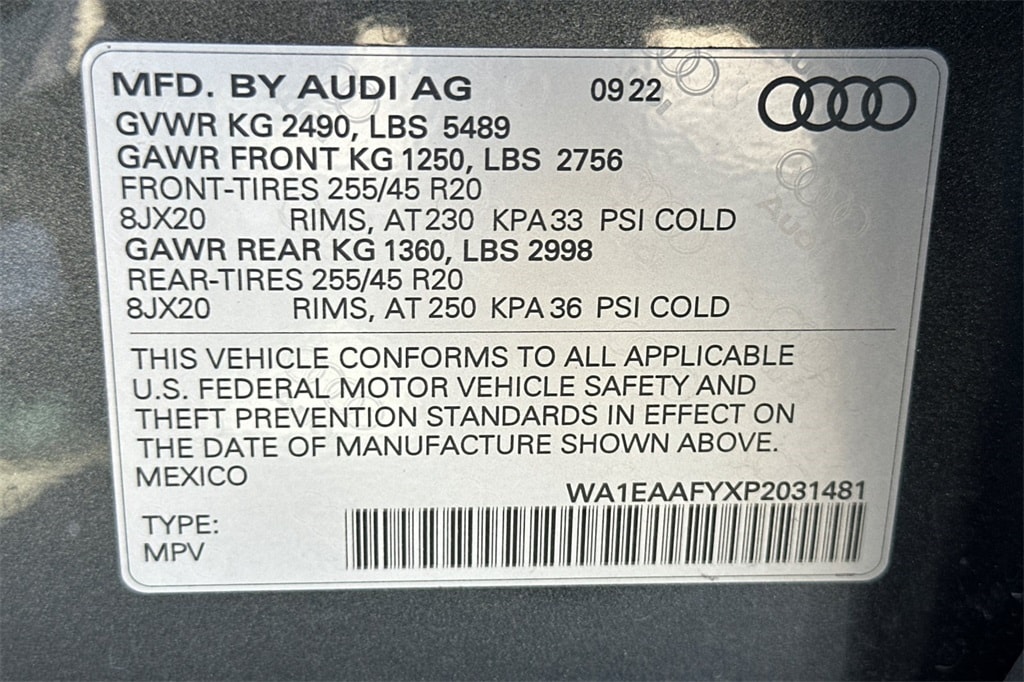 MFD. BY AUDI AG 09 22
GVWR KG 2490, LBS 5489
GAWR FRONT KG 1250, LBS 2756
FRONT-TIRES 255/45 R20
8JX20 RIMS, AT 230 KPA 33 PSI COLD
GAWR REAR KG 1360, LBS 2998
REAR-TIRES 255/45 R20
8JX20 RIMS, AT 250 KPA 36 PSI COLD
THIS VEHICLE CONFORMS TO ALL APPLICABLE
U.S. FEDERAL MOTOR VEHICLE SAFETY AND
THEFT PREVENTION STANDARDS IN EFFECT ON
THE DATE OF MANUFACTURE SHOWN ABOVE.
MEXICO
WA1EAAFYXP2031481
TYPE:
MPV